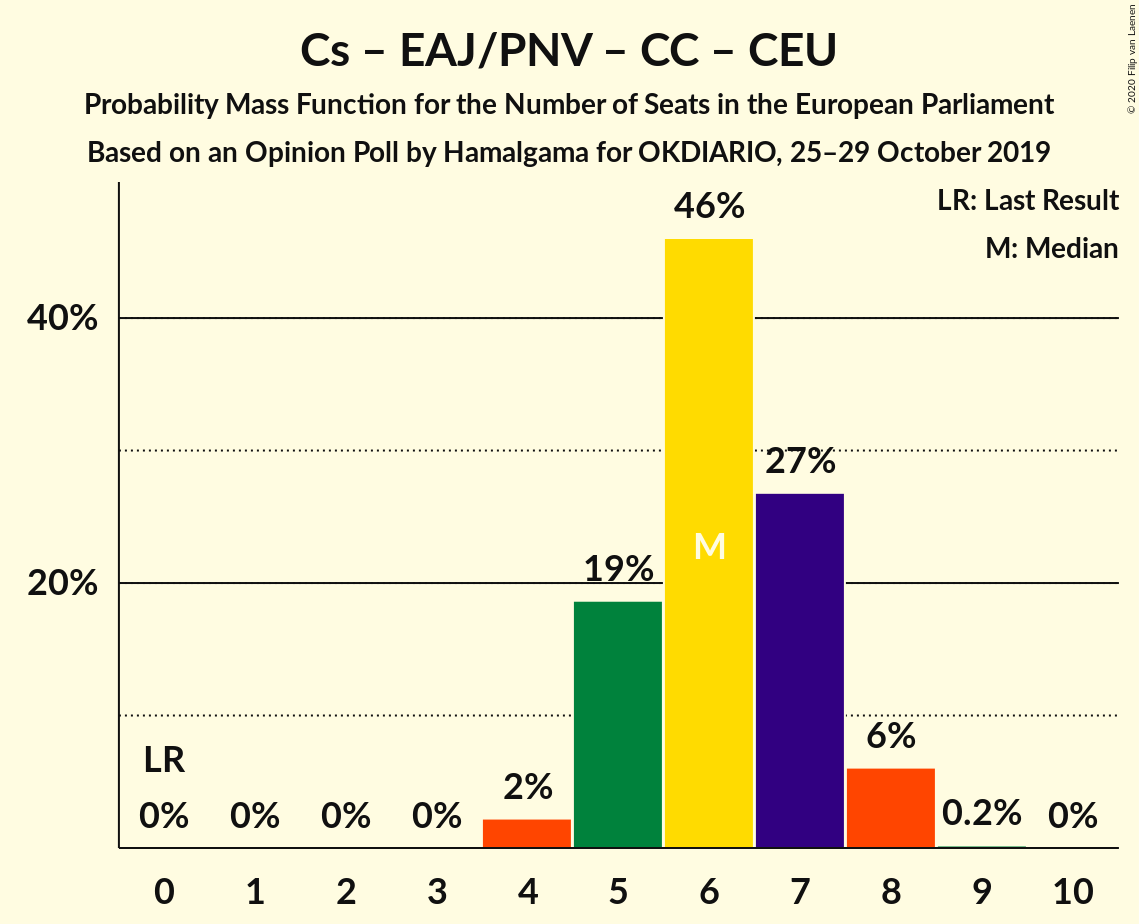 Cs – EAJ/PNV – CC – CEU
Probability Mass Function for the Number of Seats in the European Parliament
Based on an Opinion Poll by Hamalgama for OKDIARIO, 25–29 October 2019
© 2020 Filip van Laenen
LR: Last Result
M: Median
46%
40%
27%
M
19%
20%
LR
6%
2%
0% 0% 0% 0% 0.2% 0%
0 1 2 3 4 5 6 7 8 9 10